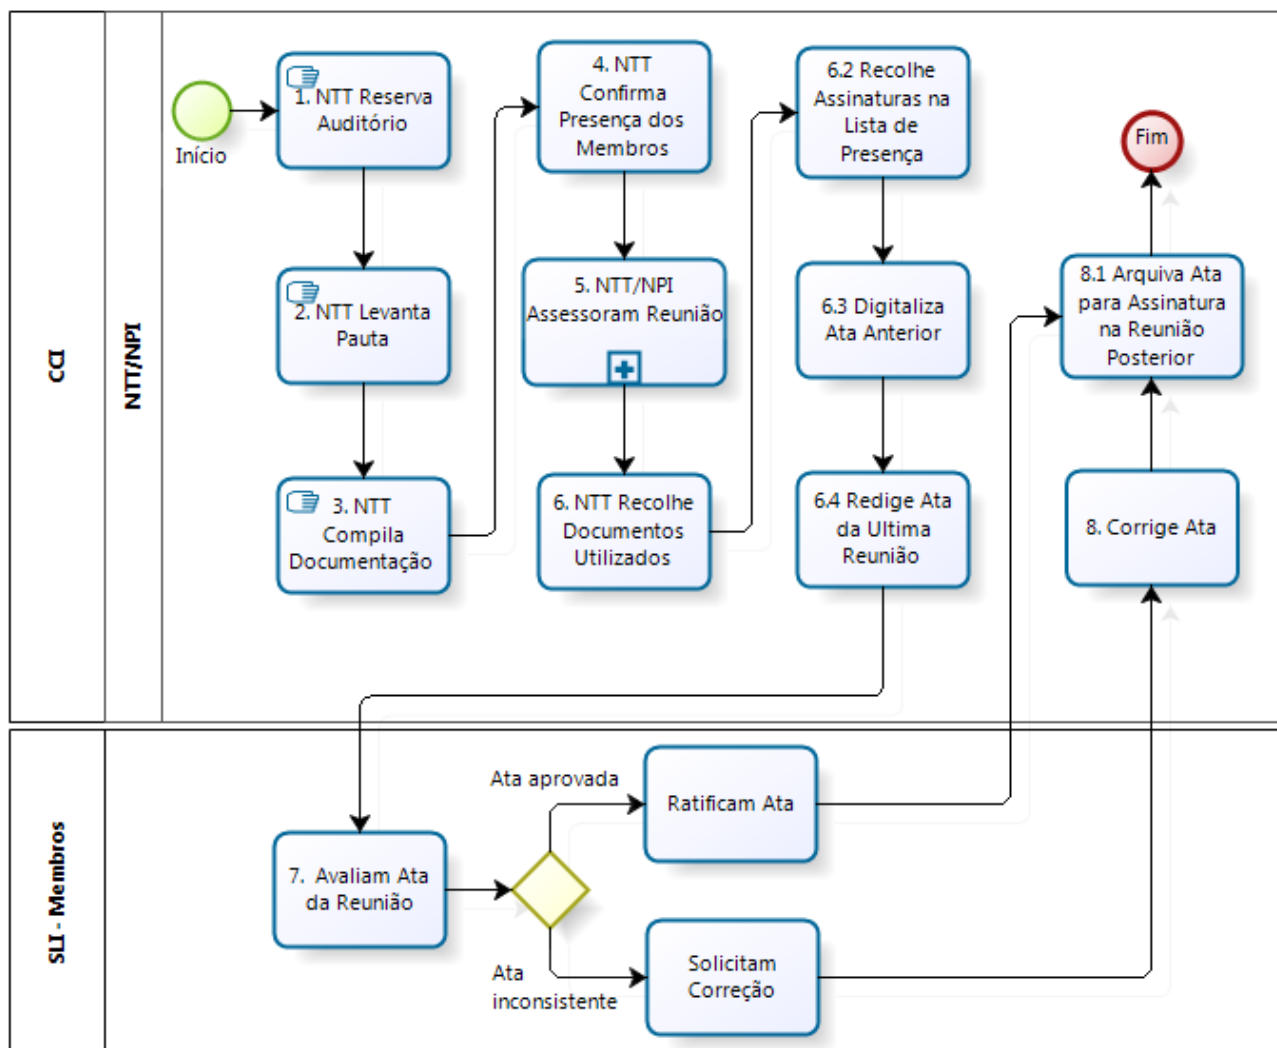 CCI
NTT/NPI
Início
1. NTT Reserva
Auditório
2. NTT Levanta
Pauta
3. NTT
Compila
Documentação
4. NTT
Confirma
Presença dos
Membros
5. NTT/NPI
Assessoram Reunião
6. NTT Recolhe
Documentos
Utilizados
6.2 Recolhe
Assinaturas na
Lista de
Presença
6.3 Digitaliza
Ata Anterior
6.4 Redige Ata
da Ultima
Reunião
Fim
8.1 Arquiva Ata
para Assinatura
na Reunião
Posterior
8. Corrige Ata
SLI - Membros
7. Avaliam Ata
da Reunião
Ata aprovada
Ratificam Ata
Ata
inconsistente
Solicitam
Correção